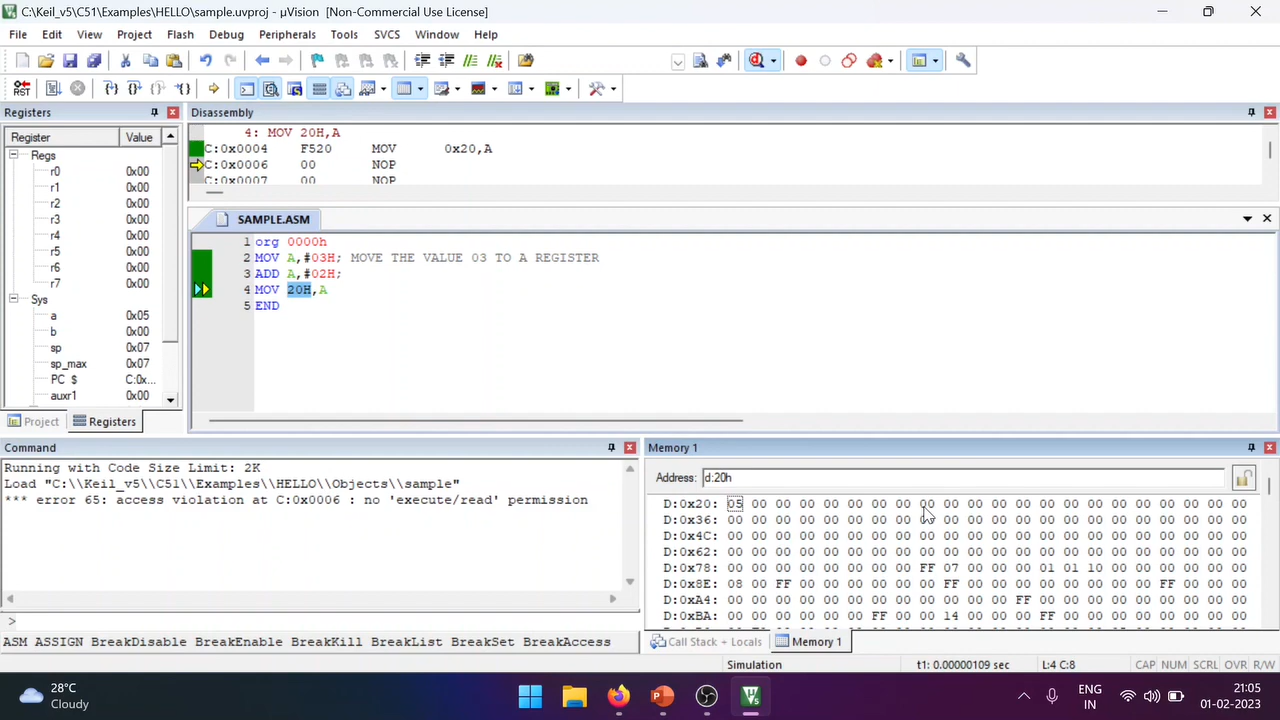 C:\Keil_v5\C51\Examples\HELLO\sample.uvproj - µVision [Non-Commercial Use License]
File Edit View Project Flash Debug Peripherals Tools SVCS Window Help
Registers
Register Value
Regs
r0 0x00
r1 0x00
r2 0x00
r3 0x00
r4 0x00
r5 0x00
r6 0x00
r7 0x00
Sys
a 0x05
b 0x00
sp 0x07
sp_max 0x07
PC $ C:0x...
auxr1 0x00
Project Registers
Disassembly
4: MOV 20H,A
C:0x0004 F520 MOV 0x20,A
C:0x0006 00 NOP
C:0x0007 00 NOP
SAMPLE.ASM
1 org 0000h
2 MOV A,#03H; MOVE THE VALUE 03 TO A REGISTER
3 ADD A,#02H;
4 MOV 20H,A
5 END
Command
Running with Code Size Limit: 2K
Load "C:\\Keil_v5\\C51\\Examples\\HELLO\\Objects\\sample"
*** error 65: access violation at C:0x0006 : no 'execute/read' permission
>
ASM ASSIGN BreakDisable BreakEnable BreakKill BreakList BreakSet BreakAccess
Memory 1
Address: d:20h
D:0x20: 05 00 00 00 00 00 00 00 00 00 00 00 00 00 00 00 00 00 00 00 00 00
D:0x36: 00 00 00 00 00 00 00 00 00 00 00 00 00 00 00 00 00 00 00 00 00 00
D:0x4C: 00 00 00 00 00 00 00 00 00 00 00 00 00 00 00 00 00 00 00 00 00 00
D:0x62: 00 00 00 00 00 00 00 00 00 00 00 00 00 00 00 00 00 00 00 00 00 00
D:0x78: 00 00 00 00 00 00 00 00 FF 07 00 00 00 01 01 10 00 00 00 00 00 00
D:0x8E: 08 00 FF 00 00 00 00 00 00 FF 00 00 00 00 00 00 00 00 FF 00 00 00
D:0xA4: 00 00 00 00 00 00 00 00 00 00 00 00 FF 00 00 00 00 00 00 00 00 00
D:0xBA: 00 00 00 00 00 00 FF 00 00 14 00 00 00 FF 00 00 00 00 00 00 00 00
Call Stack + Locals Memory 1
Simulation t1: 0.00000109 sec L:4 C:8 CAP NUM SCRL OVR R/W
28°C
Cloudy
ENG
IN
21:05
01-02-2023